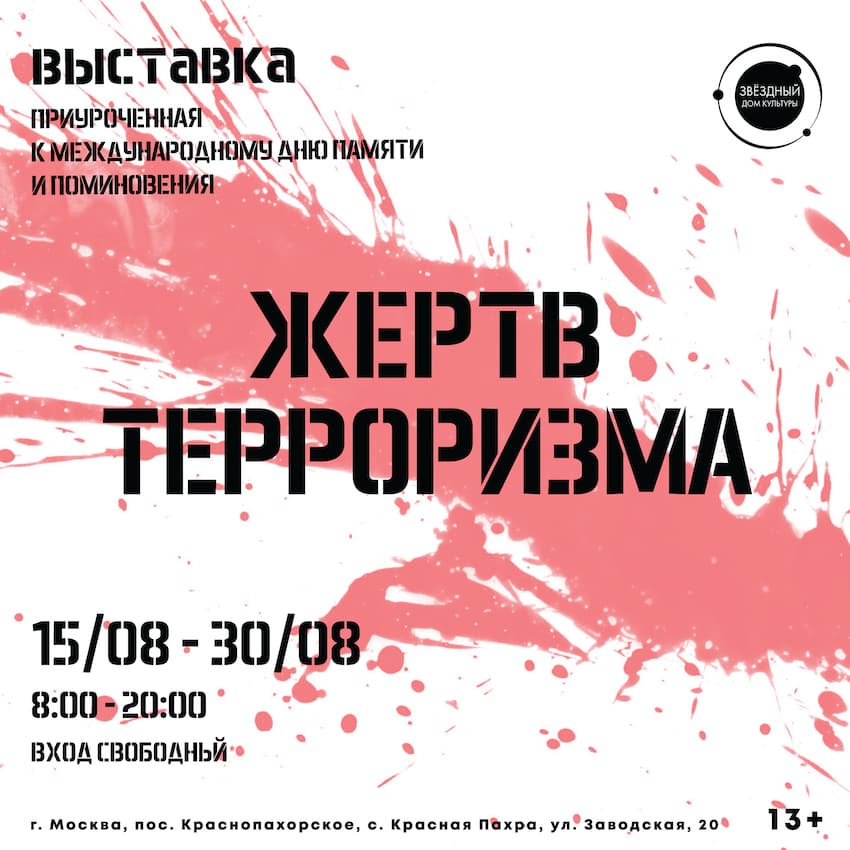 ВЫСТАВКА
ПРИУРОЧЕННАЯ
К МЕЖДУНАРОДНОМУ ДНЮ ПАМЯТИ
И ПОМИНОВЕНИЯ
ЗВЁЗДНЫЙ
ДОМ КУЛЬТУРЫ
ЖЕРТВ
ТЕРРОРИЗМА
15/08 - 30/08
8:00 - 20:00
ВХОД СВОБОДНЫЙ
г. Москва, пос. Краснопахорское, с. Красная Пахра, ул. Заводская, 20
13+